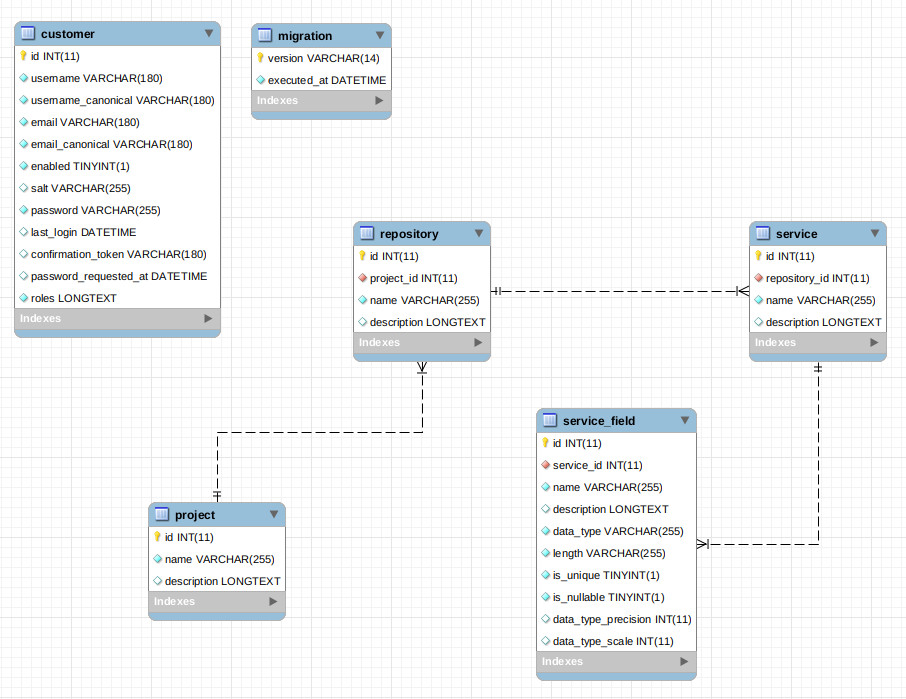 customer
id INT(11)
username VARCHAR(180)
username_canonical VARCHAR(180)
email VARCHAR(180)
email_canonical VARCHAR(180)
enabled TINYINT(1)
salt VARCHAR(255)
password VARCHAR(255)
last_login DATETIME
confirmation_token VARCHAR(180)
password_requested_at DATETIME
roles LONGTEXT
Indexes
migration
version VARCHAR(14)
executed_at DATETIME
Indexes
repository
id INT(11)
project_id INT(11)
name VARCHAR(255)
description LONGTEXT
Indexes
service
id INT(11)
repository_id INT(11)
name VARCHAR(255)
description LONGTEXT
Indexes
service_field
id INT(11)
service_id INT(11)
name VARCHAR(255)
description LONGTEXT
data_type VARCHAR(255)
length VARCHAR(255)
is_unique TINYINT(1)
is_nullable TINYINT(1)
data_type_precision INT(11)
data_type_scale INT(11)
Indexes
project
id INT(11)
name VARCHAR(255)
description LONGTEXT
Indexes